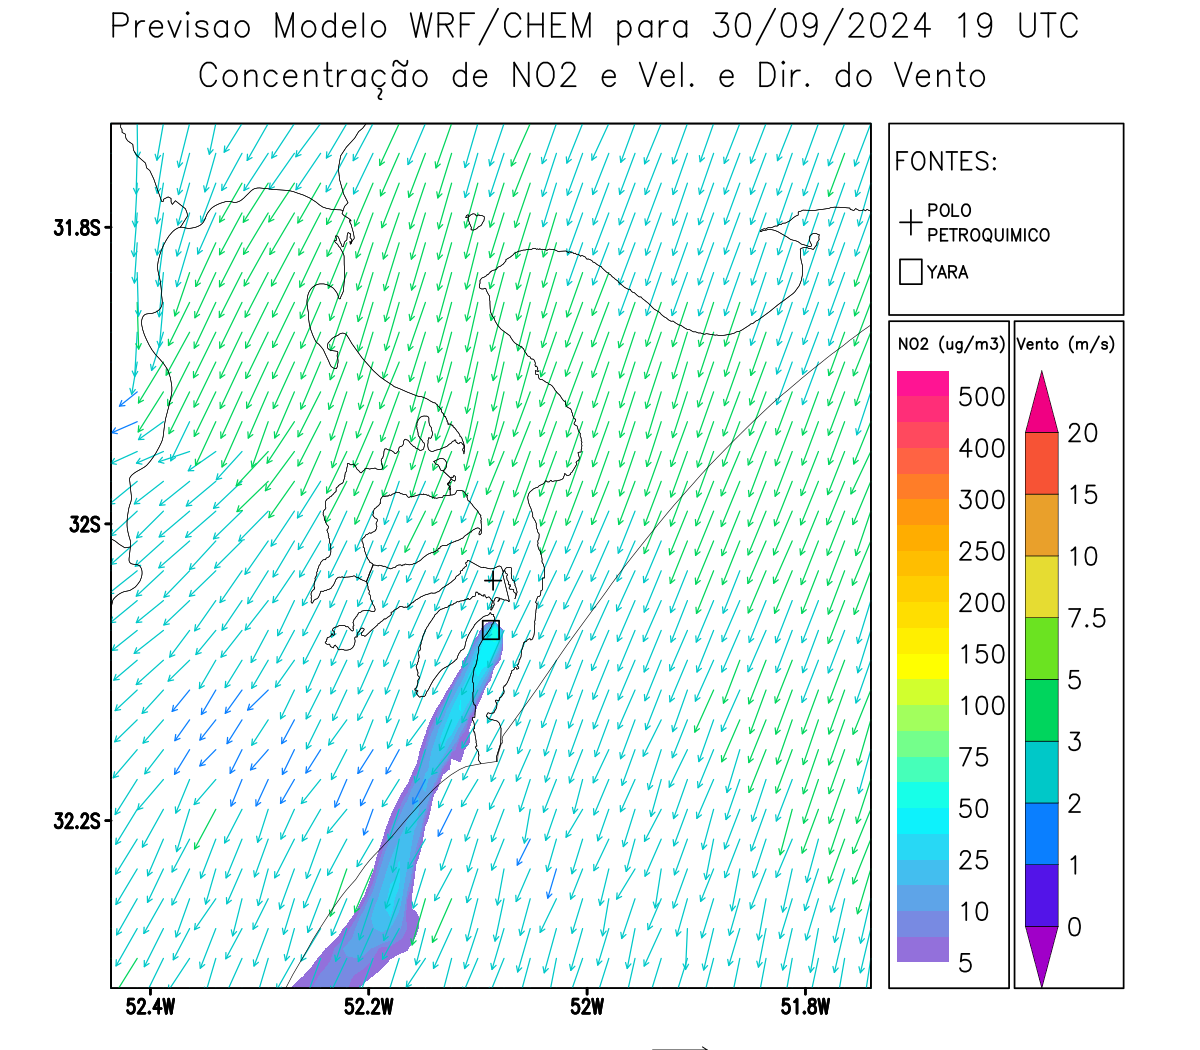 Previsao Modelo WRF/CHEM para 30/09/2024 19 UTC
Concentração de NO2 e Vel. e Dir. do Vento
FONTES:
POLO
PETROQUIMICO
YARA
NO2 (ug/m3)
500
400
300
250
200
150
100
75
50
25
10
5
Vento (m/s)
20
15
10
7.5
5
3
2
1
0
31.8S
32S
32.2S
52.4W
52.2W
52W
51.8W